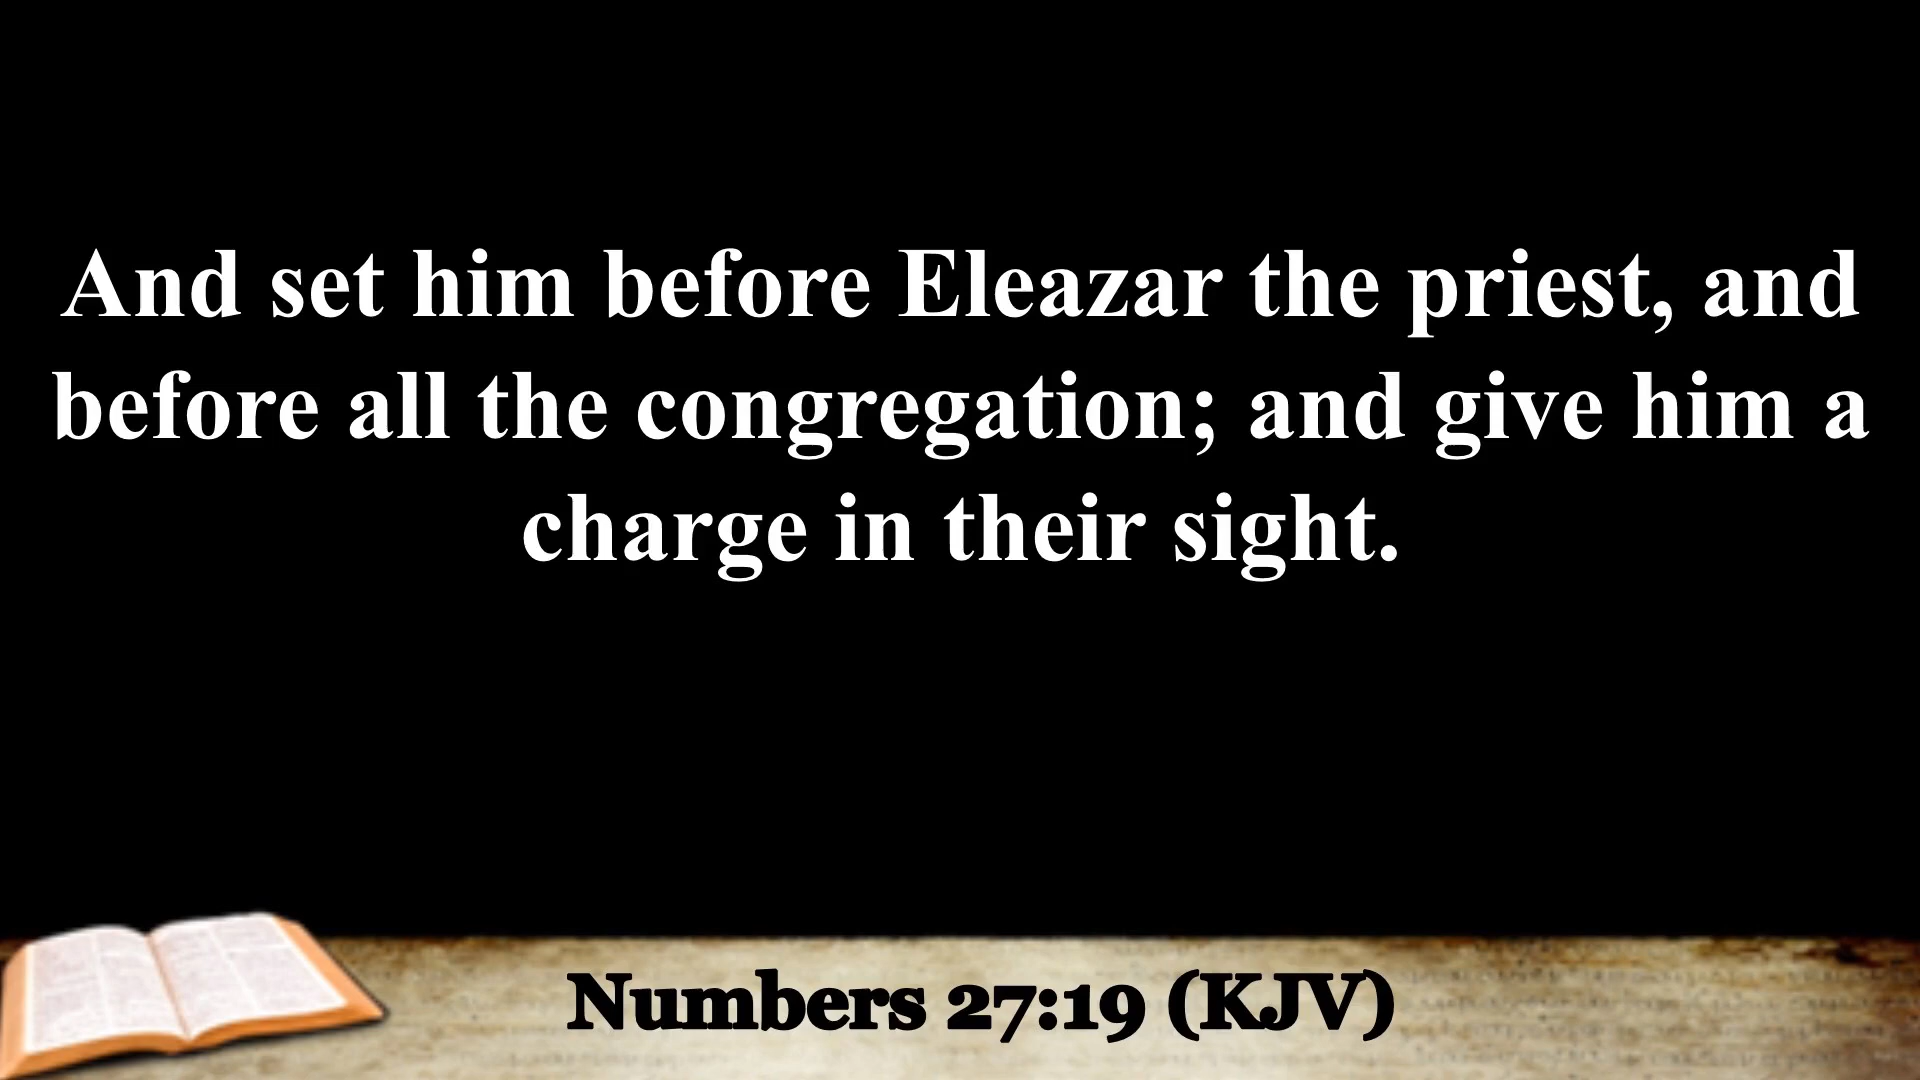 And set him before Eleazar the priest, and
before all the congregation; and give him a
charge in their sight.
Numbers 27:19 (KJV)